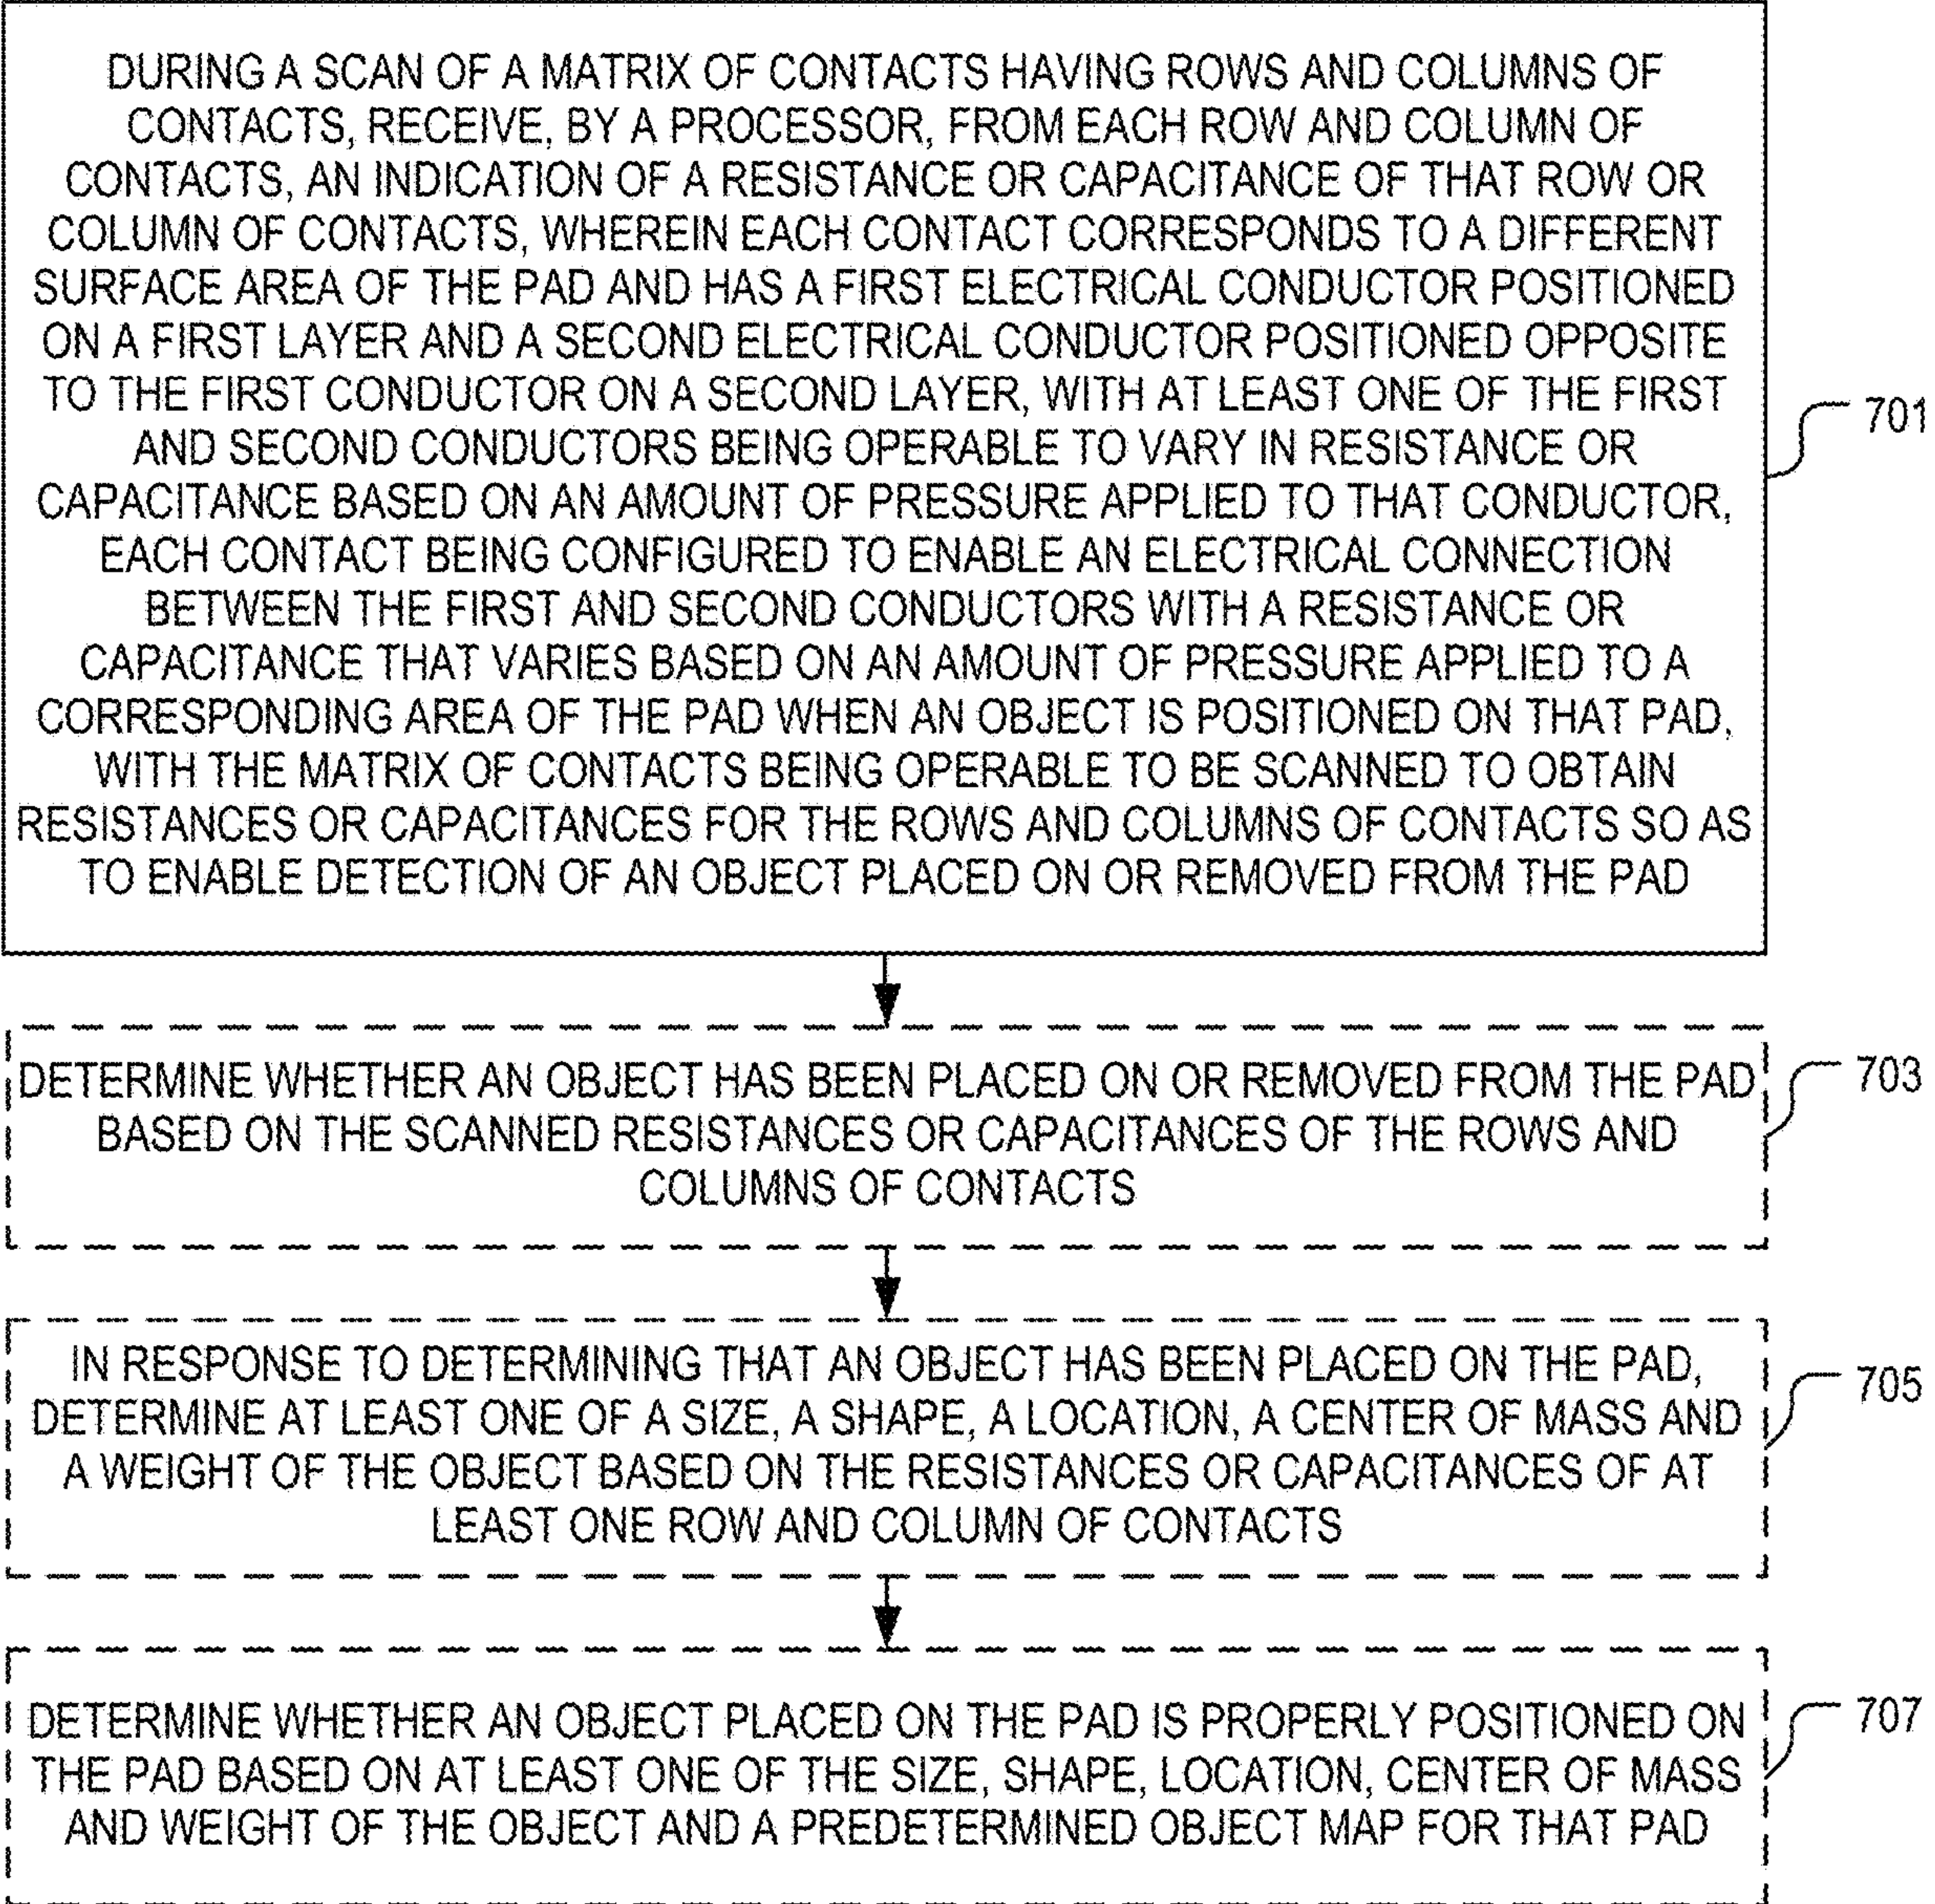 DURING A SCAN OF A MATRIX OF CONTACTS HAVING ROWS AND COLUMNS OF
CONTACTS, RECEIVE, BY A PROCESSOR, FROM EACH ROW AND COLUMN OF
CONTACTS, AN INDICATION OF A RESISTANCE OR CAPACITANCE OF THAT ROW OR
COLUMN OF CONTACTS, WHEREIN EACH CONTACT CORRESPONDS TO A DIFFERENT
SURFACE AREA OF THE PAD AND HAS A FIRST ELECTRICAL CONDUCTOR POSITIONED
ON A FIRST LAYER AND A SECOND ELECTRICAL CONDUCTOR POSITIONED OPPOSITE
TO THE FIRST CONDUCTOR ON A SECOND LAYER, WITH AT LEAST ONE OF THE FIRST
AND SECOND CONDUCTORS BEING OPERABLE TO VARY IN RESISTANCE OR
CAPACITANCE BASED ON AN AMOUNT OF PRESSURE APPLIED TO THAT CONDUCTOR,
EACH CONTACT BEING CONFIGURED TO ENABLE AN ELECTRICAL CONNECTION
BETWEEN THE FIRST AND SECOND CONDUCTORS WITH A RESISTANCE OR
CAPACITANCE THAT VARIES BASED ON AN AMOUNT OF PRESSURE APPLIED TO A
CORRESPONDING AREA OF THE PAD WHEN AN OBJECT IS POSITIONED ON THAT PAD,
WITH THE MATRIX OF CONTACTS BEING OPERABLE TO BE SCANNED TO OBTAIN
RESISTANCES OR CAPACITANCES FOR THE ROWS AND COLUMNS OF CONTACTS SO AS
TO ENABLE DETECTION OF AN OBJECT PLACED ON OR REMOVED FROM THE PAD
701
DETERMINE WHETHER AN OBJECT HAS BEEN PLACED ON OR REMOVED FROM THE PAD
BASED ON THE SCANNED RESISTANCES OR CAPACITANCES OF THE ROWS AND
COLUMNS OF CONTACTS
703
IN RESPONSE TO DETERMINING THAT AN OBJECT HAS BEEN PLACED ON THE PAD,
DETERMINE AT LEAST ONE OF A SIZE, A SHAPE, A LOCATION, A CENTER OF MASS AND
A WEIGHT OF THE OBJECT BASED ON THE RESISTANCES OR CAPACITANCES OF AT
LEAST ONE ROW AND COLUMN OF CONTACTS
705
DETERMINE WHETHER AN OBJECT PLACED ON THE PAD IS PROPERLY POSITIONED ON
THE PAD BASED ON AT LEAST ONE OF THE SIZE, SHAPE, LOCATION, CENTER OF MASS
AND WEIGHT OF THE OBJECT AND A PREDETERMINED OBJECT MAP FOR THAT PAD
707